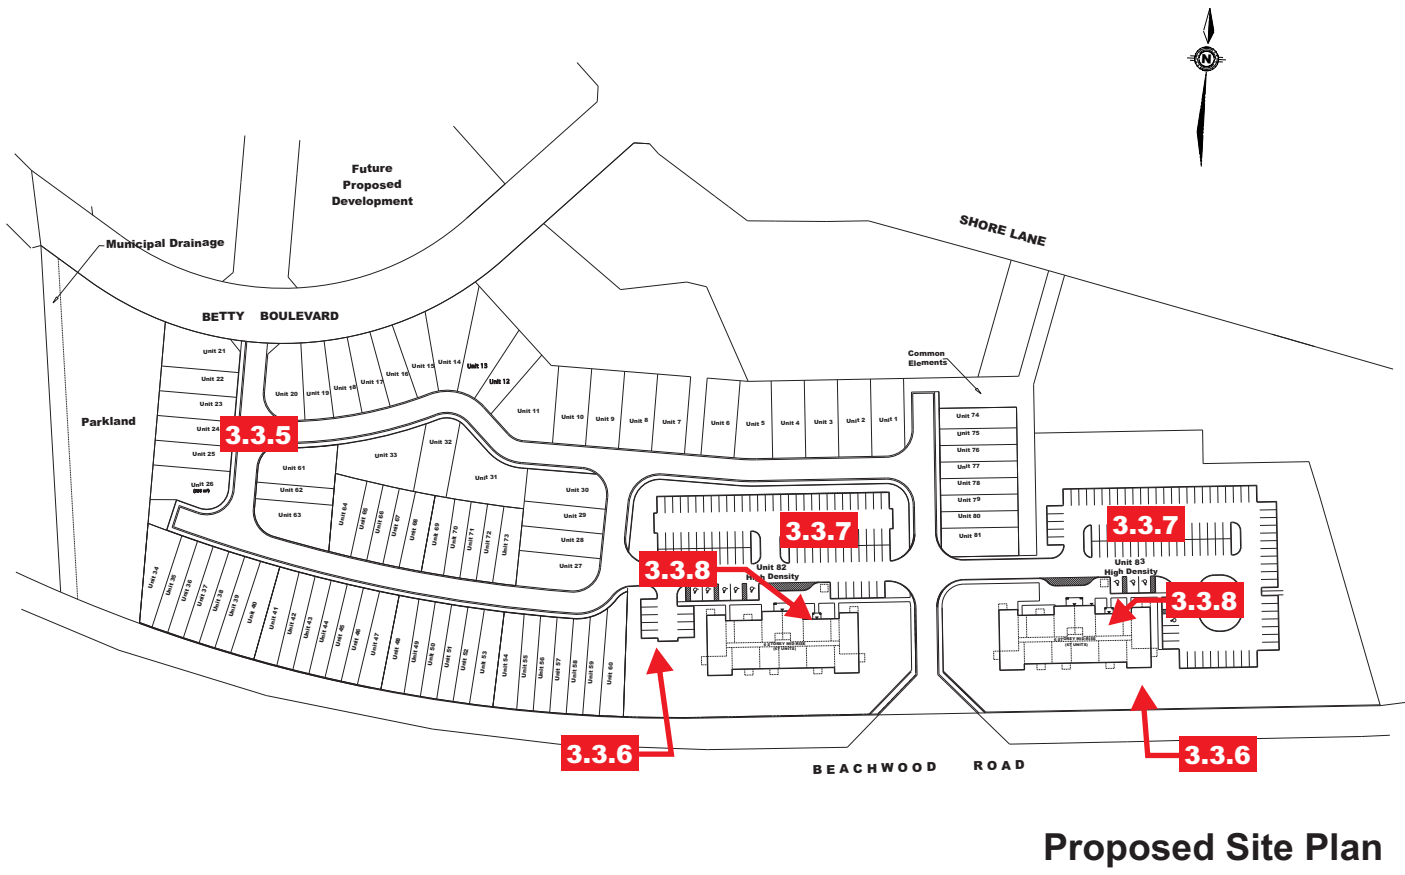 N
Future
Proposed
Development
SHORE LANE
Municipal Drainage
BETTY BOULEVARD
Parkland
Common
Elements
Unit 21
Unit 22
Unit 23
Unit 24
Unit 25
Unit 26
Unit 20
Unit 19
Unit 18
Unit 17
Unit 16
Unit 15
Unit 14
Unit 13
Unit 12
Unit 11
Unit 10
Unit 9
Unit 8
Unit 7
Unit 6
Unit 5
Unit 4
Unit 3
Unit 2
Unit 1
Unit 74
Unit 75
Unit 76
Unit 77
Unit 78
Unit 79
Unit 80
Unit 81
3.3.5
Unit 61
Unit 62
Unit 63
Unit 33
Unit 32
Unit 31
Unit 30
Unit 29
Unit 28
Unit 27
Unit 64
Unit 65
Unit 66
Unit 67
Unit 68
Unit 69
Unit 70
Unit 71
Unit 72
Unit 73
3.3.7
3.3.7
3.3.8
Unit 82
High Density
Unit 83
High Density
3.3.8
Unit 34
Unit 35
Unit 36
Unit 37
Unit 38
Unit 39
Unit 40
Unit 41
Unit 42
Unit 43
Unit 44
Unit 45
Unit 46
Unit 47
Unit 48
Unit 49
Unit 50
Unit 51
Unit 52
Unit 53
Unit 54
Unit 55
Unit 56
Unit 57
Unit 58
Unit 59
Unit 60
(67 UNITS)
(67 UNITS)
3.3.6
3.3.6
BEACHWOOD ROAD
Proposed Site Plan